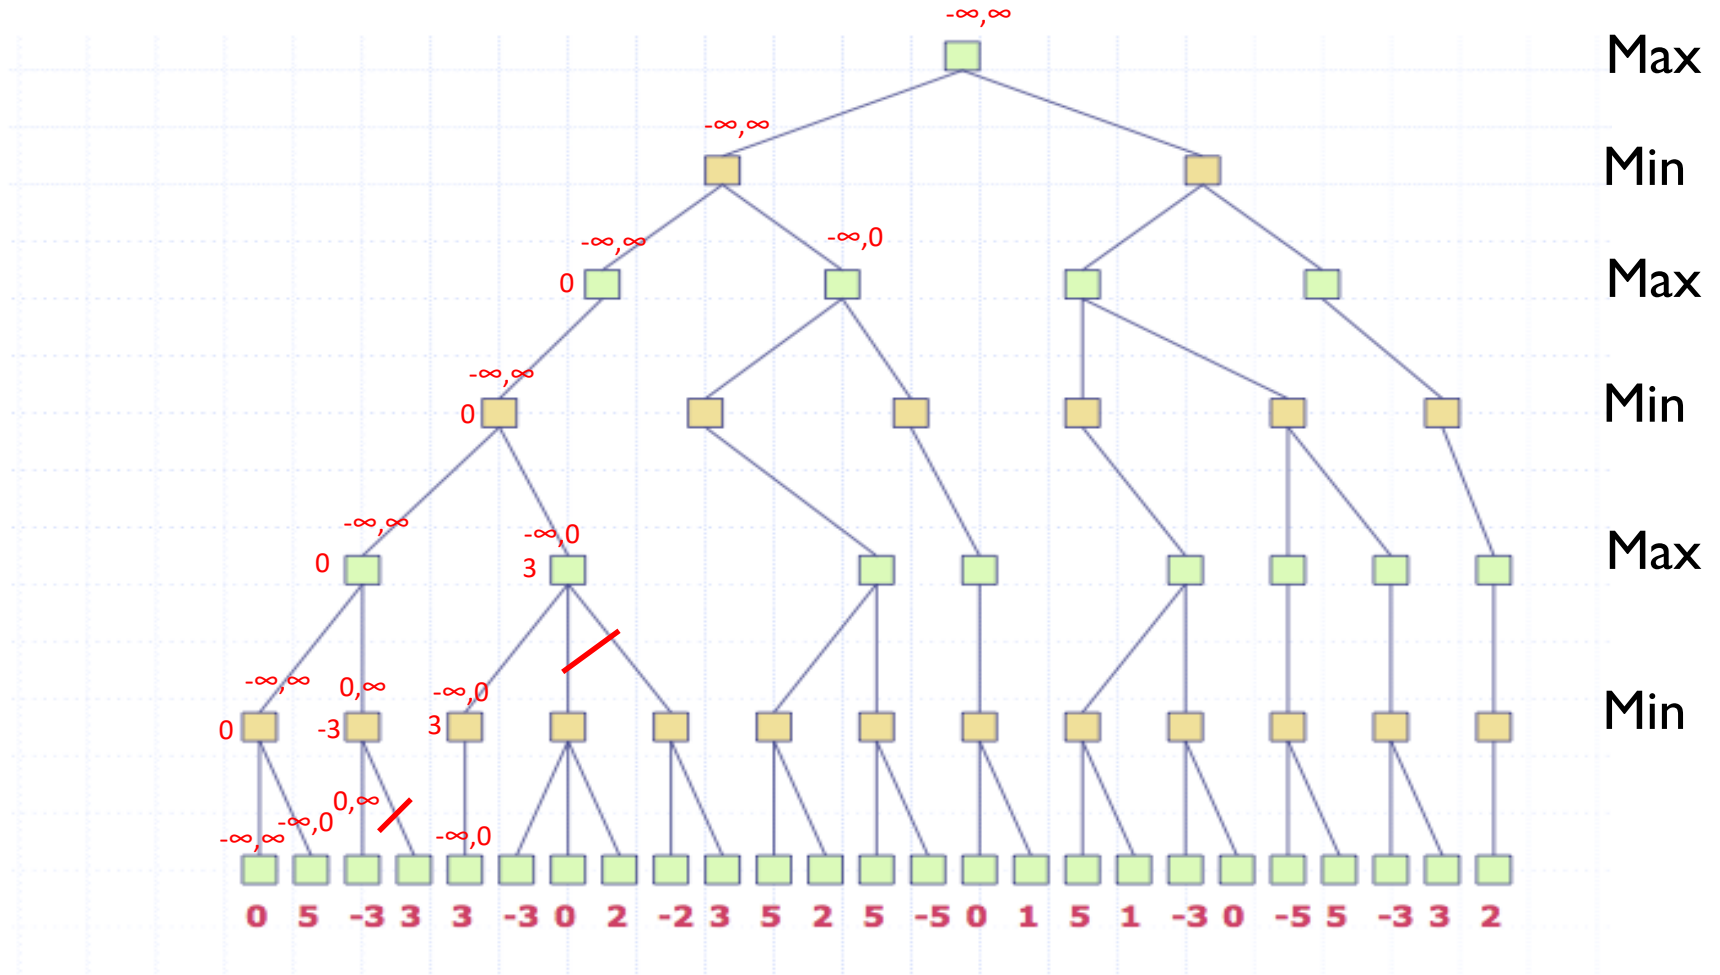 -∞,∞
Max
-∞,∞
Min
-∞,∞ -∞,0
0 Max
-∞,∞
0 Min
-∞,∞ -∞,0
0 3 Max
-∞,∞ 0,∞ -∞,0
0 -3 3 Min
0,∞
-∞,∞ -∞,0 -∞,0
0 5 -3 3 3 -3 0 2 -2 3 5 2 5 -5 0 1 5 1 -3 0 -5 5 -3 3 2